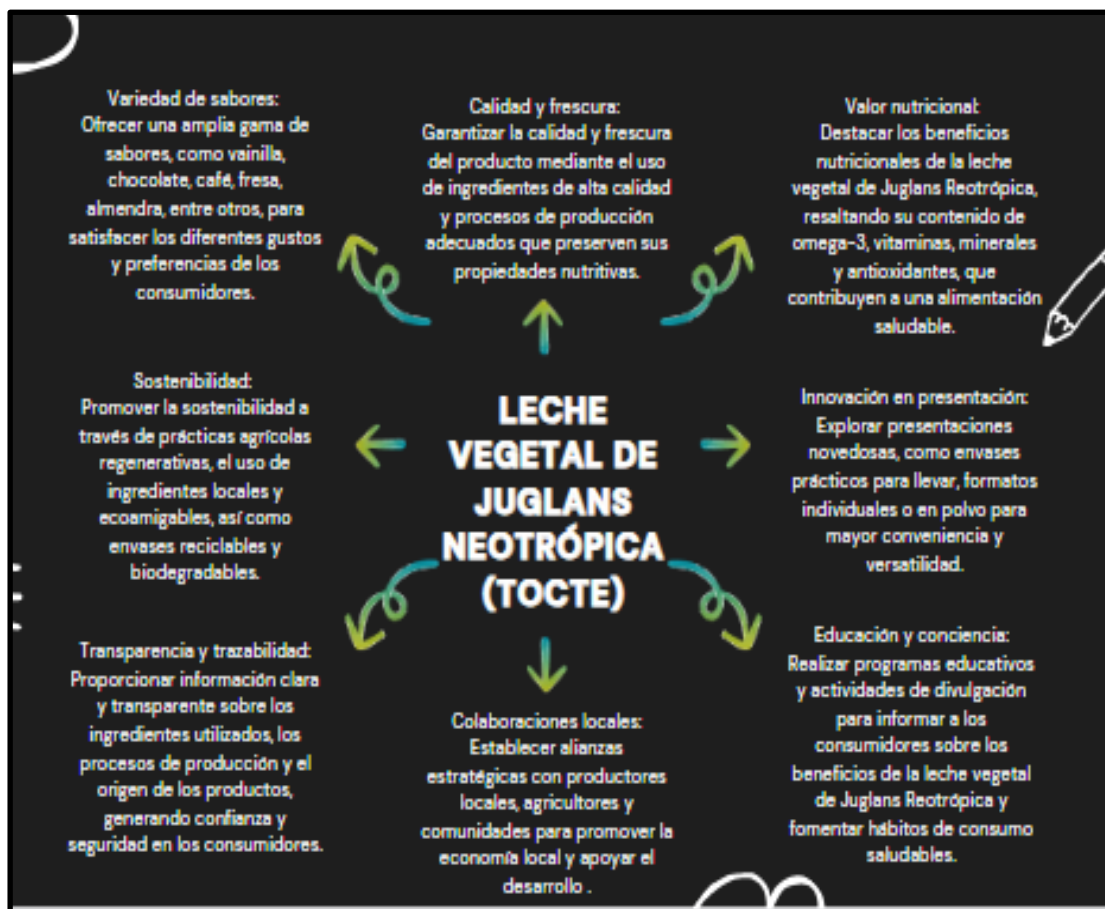 Variedad de sabores:
Ofrecer una amplia gama de
sabores, como vainilla,
chocolate, café, fresa,
almendra, entre otros, para
satisfacer los diferentes gustos
y preferencias de los
consumidores.
Calidad y frescura:
Garantizar la calidad y frescura
del producto mediante el uso
de ingredientes de alta calidad
y procesos de producción
adecuados que preserven sus
propiedades nutritivas.
Valor nutricional:
Destacar los beneficios
nutricionales de la leche
vegetal de Juglans Reotrópica,
resaltando su contenido de
omega-3, vitaminas, minerales
y antioxidantes, que
contribuyen a una alimentación
saludable.
Sostenibilidad:
Promover la sostenibilidad a
través de prácticas agrícolas
regenerativas, el uso de
ingredientes locales y
ecoamigables, así como
envases reciclables y
biodegradables.
LECHE
VEGETAL DE
JUGLANS
NEOTRÓPICA
(TOCTE)
Innovación en presentación:
Explorar presentaciones
novedosas, como envases
prácticos para llevar, formatos
individuales o en polvo para
mayor conveniencia y
versatilidad.
Transparencia y trazabilidad:
Proporcionar información clara
y transparente sobre los
ingredientes utilizados, los
procesos de producción y el
origen de los productos,
generando confianza y
seguridad en los consumidores.
Colaboraciones locales:
Establecer alianzas
estratégicas con productores
locales, agricultores y
comunidades para promover la
economía local y apoyar el
desarrollo .
Educación y conciencia:
Realizar programas educativos
y actividades de divulgación
para informar a los
consumidores sobre los
beneficios de la leche vegetal
de Juglans Reotrópica y
fomentar hábitos de consumo
saludables.